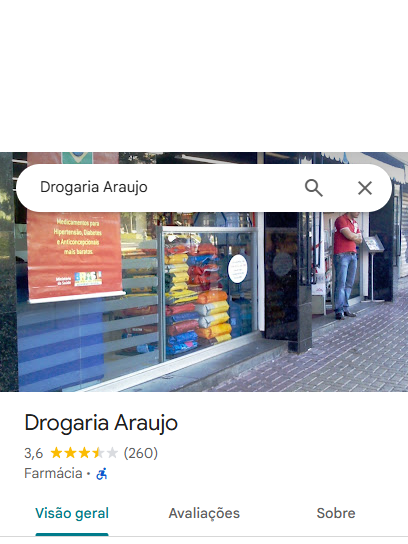 Drogaria Araujo
Medicamentos para
Hipertensão, Diabetes
e Anticoncepcionais
mais baratos.
Drogaria Araujo
3,6 (260)
Farmácia ·
Visão geral
Avaliações
Sobre